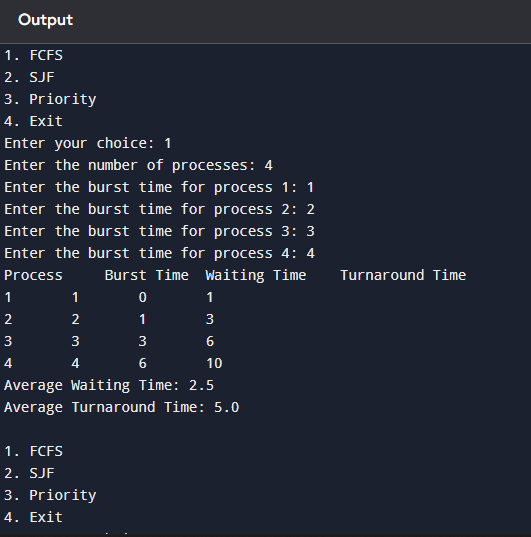 Output
1. FCFS
2. SJF
3. Priority
4. Exit
Enter your choice: 1
Enter the number of processes: 4
Enter the burst time for process 1: 1
Enter the burst time for process 2: 2
Enter the burst time for process 3: 3
Enter the burst time for process 4: 4
Process Burst Time Waiting Time Turnaround Time
1 1 0 1
2 2 1 3
3 3 3 6
4 4 6 10
Average Waiting Time: 2.5
Average Turnaround Time: 5.0
1. FCFS
2. SJF
3. Priority
4. Exit